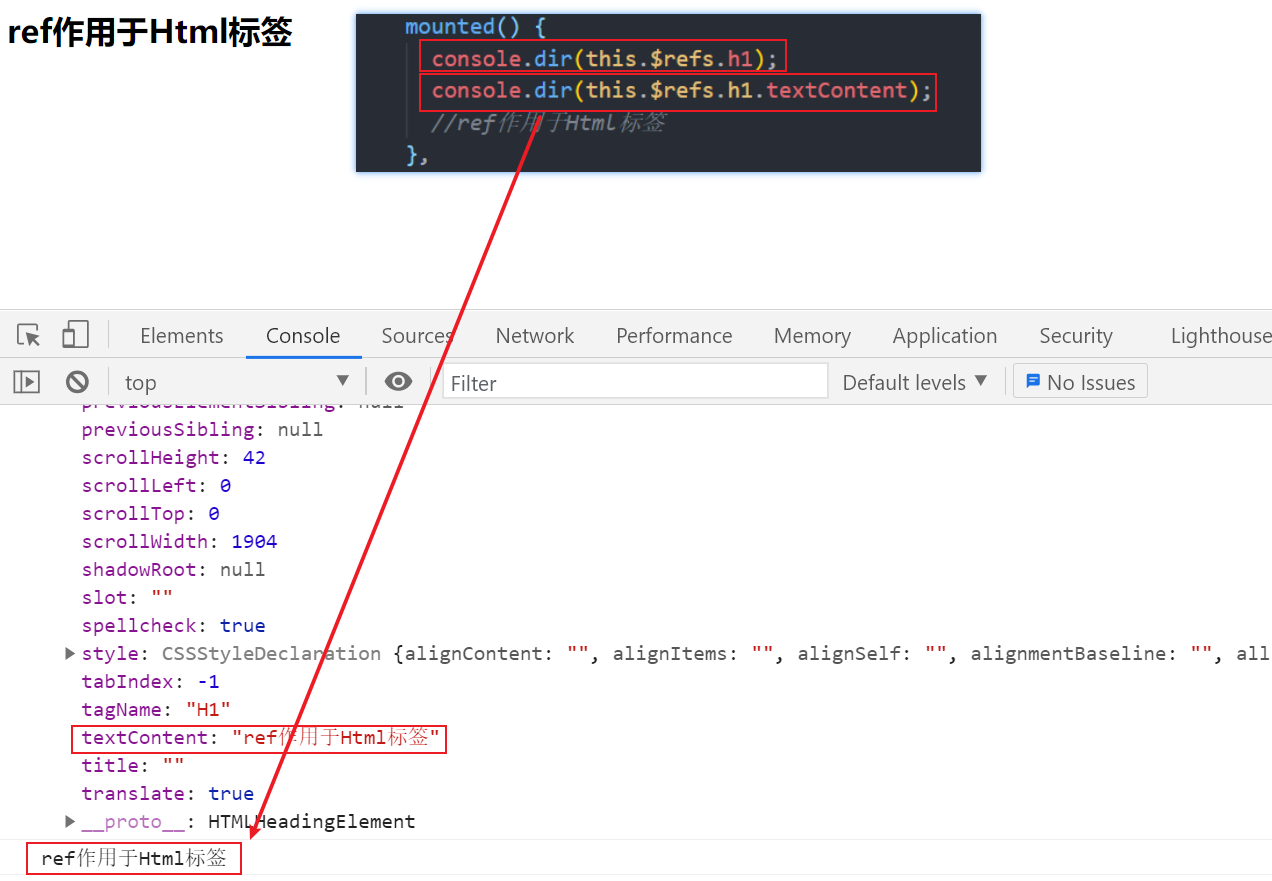 ref作用于Html标签
mounted() {
console.dir(this.$refs.h1);
console.dir(this.$refs.h1.textContent);
//ref作用于Html标签
},
Elements Console Sources Network Performance Memory Application Security Lighthouse
top Filter Default levels No Issues
previousElementSibling: null
previousSibling: null
scrollHeight: 42
scrollLeft: 0
scrollTop: 0
scrollWidth: 1904
shadowRoot: null
slot: ""
spellcheck: true
style: CSSStyleDeclaration {alignContent: "", alignItems: "", alignSelf: "", alignmentBaseline: "", all
tabIndex: -1
tagName: "H1"
textContent: "ref作用于Html标签"
title: ""
translate: true
__proto__: HTMLHeadingElement
ref作用于Html标签